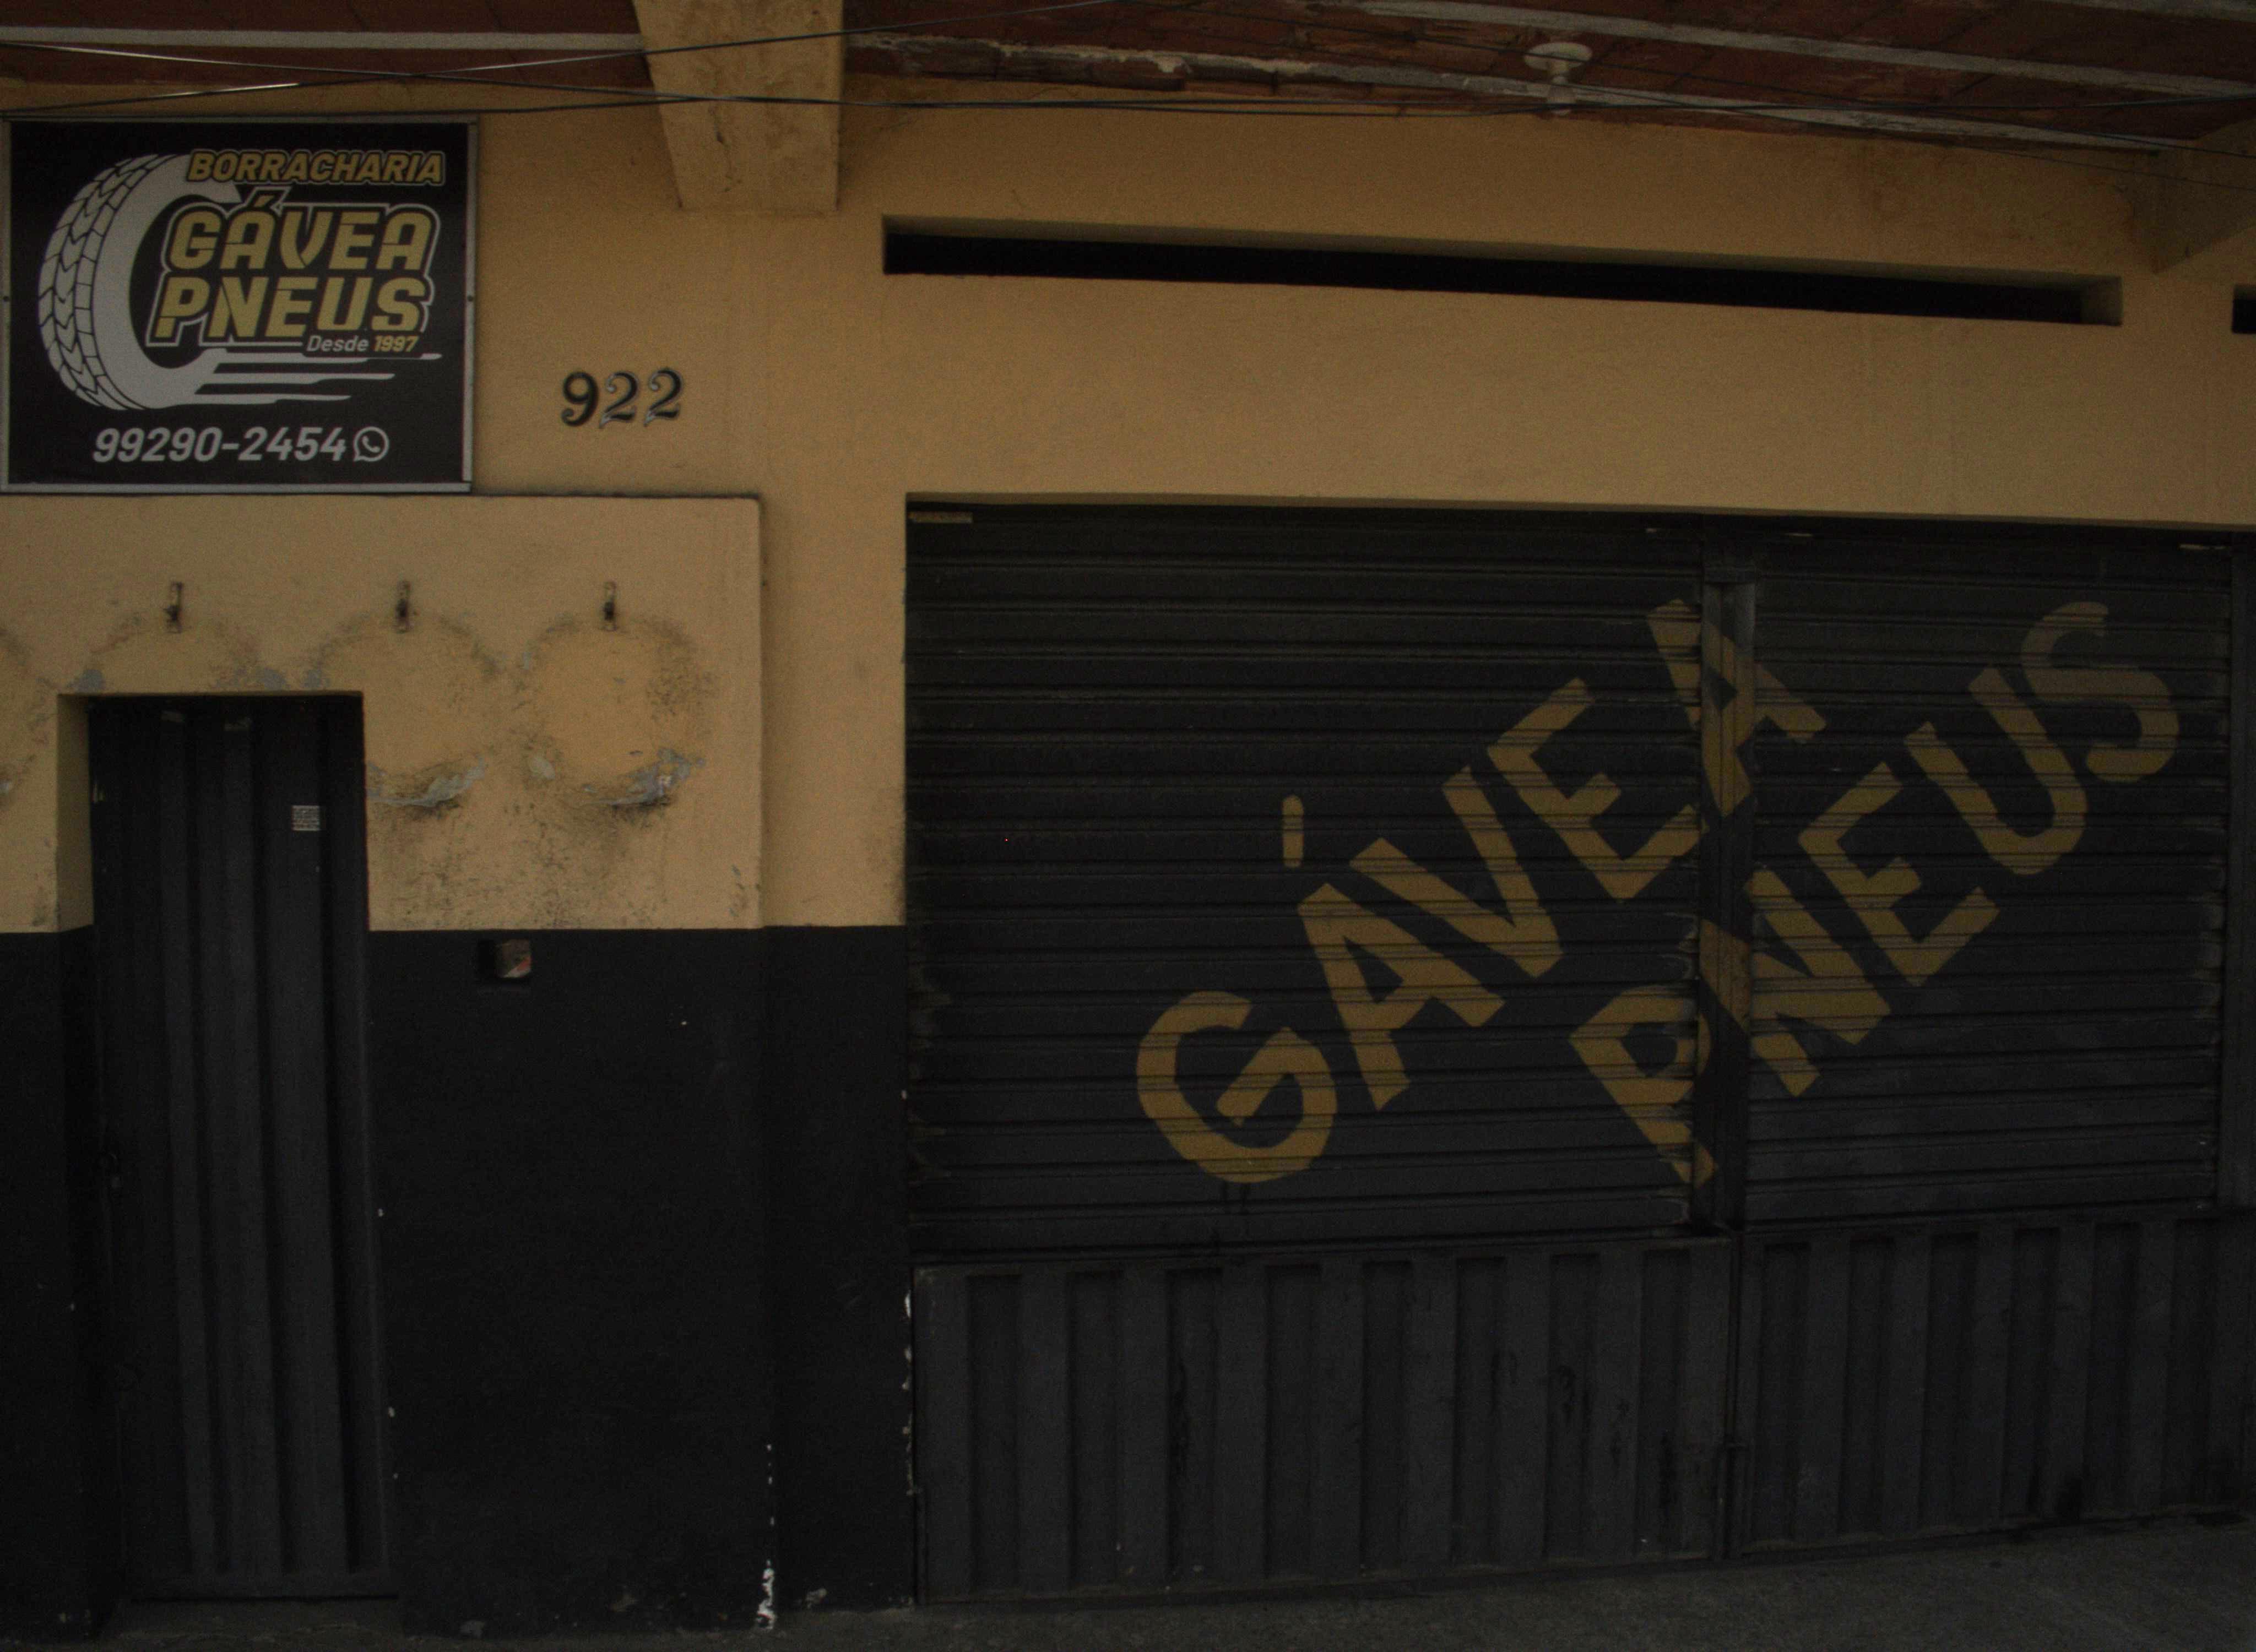 BORRACHARIA
GÁVEA
PNEUS
Desde 1997
99290-2454
922
GÁVEA
PNEUS